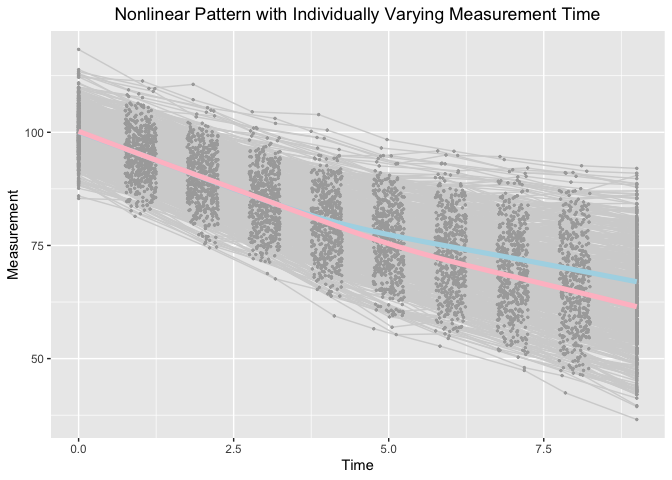 Nonlinear Pattern with Individually Varying Measurement Time
Measurement
100
75
50
0.0 2.5 5.0 7.5
Time